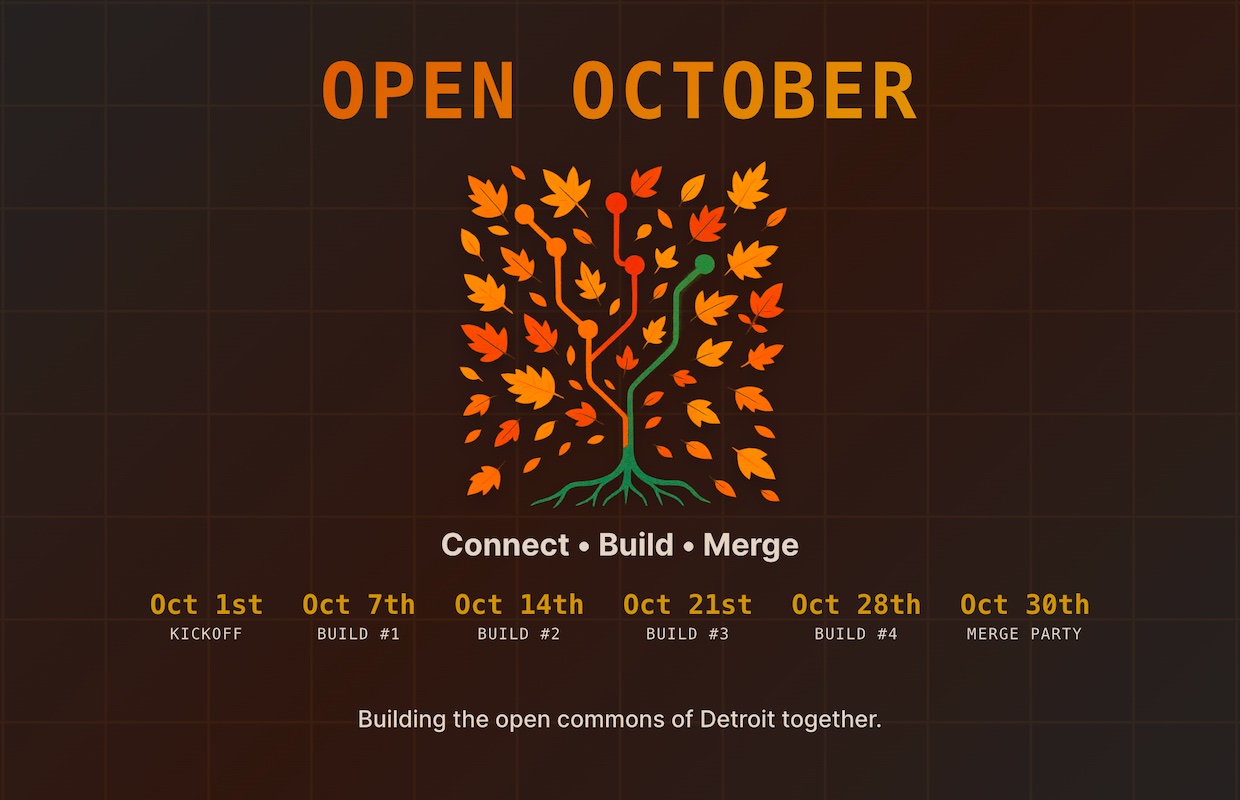 OPEN OCTOBER
Connect • Build • Merge
Oct 1st Oct 7th Oct 14th Oct 21st Oct 28th Oct 30th
KICKOFF BUILD #1 BUILD #2 BUILD #3 BUILD #4 MERGE PARTY
Building the open commons of Detroit together.